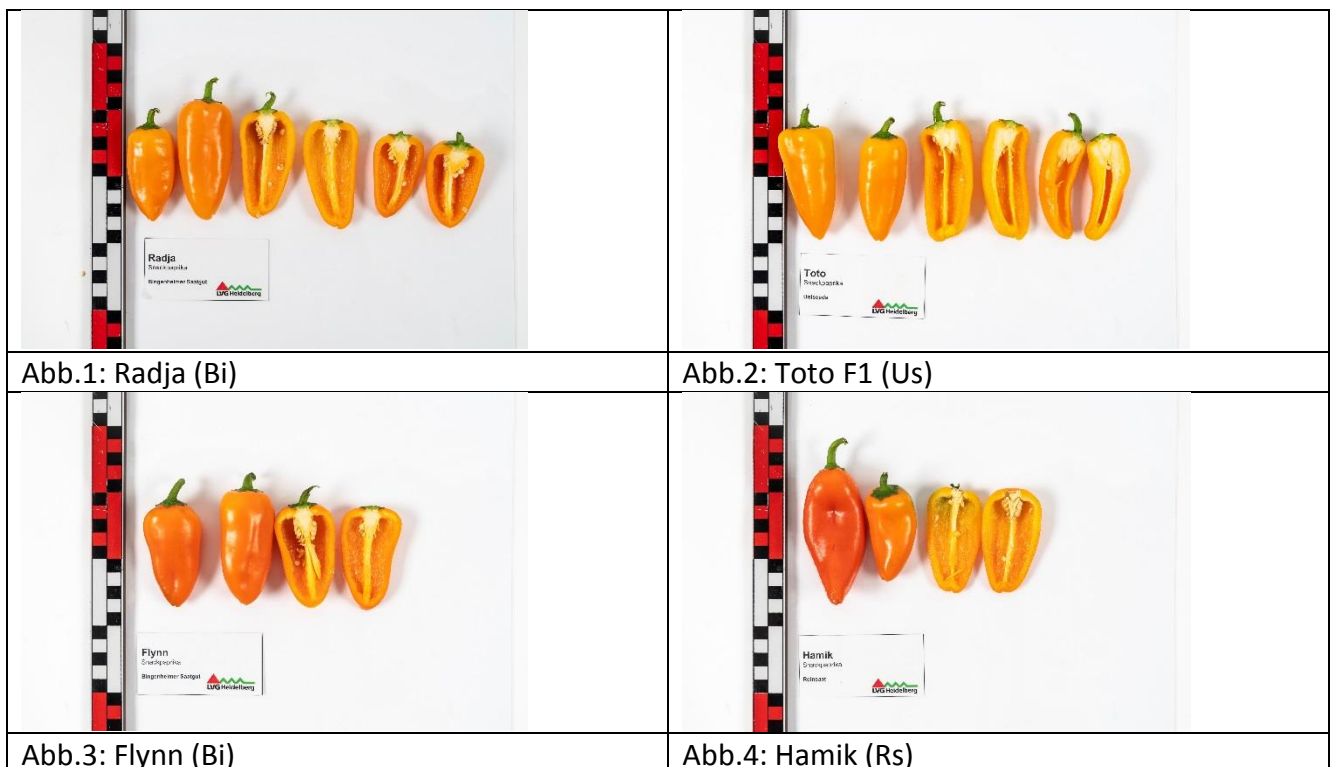 Radja
Snackpaprika
Bingenheimer Saatgut
LVG Heidelberg
Toto
Snackpaprika
Unisouda
LVG Heidelberg
Abb.1: Radja (Bi)
Abb.2: Toto F1 (Us)
Flynn
Snackpaprika
Bingenheimer Saatgut
LVG Heidelberg
Hamik
Snackpaprika
Reinsaat
LVG Heidelberg
Abb.3: Flynn (Bi)
Abb.4: Hamik (Rs)